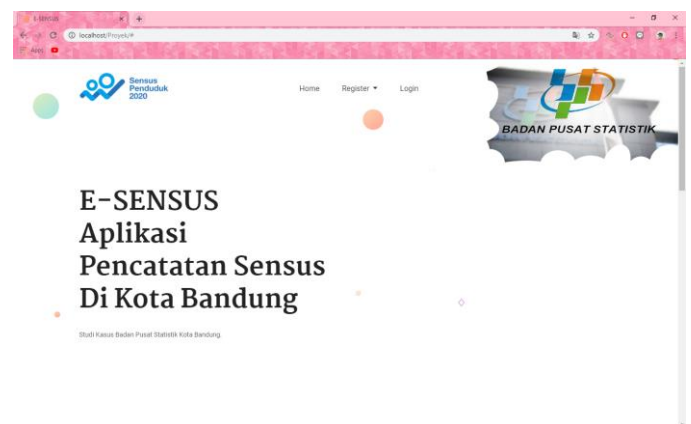 E-Sensus
localhost/Proyek/#
Apps
Sensus
Penduduk
2020
Home Register Login
BADAN PUSAT STATISTIK
E-SENSUS
Aplikasi
Pencatatan Sensus
Di Kota Bandung
Studi Kasus Badan Pusat Statistik Kota Bandung.